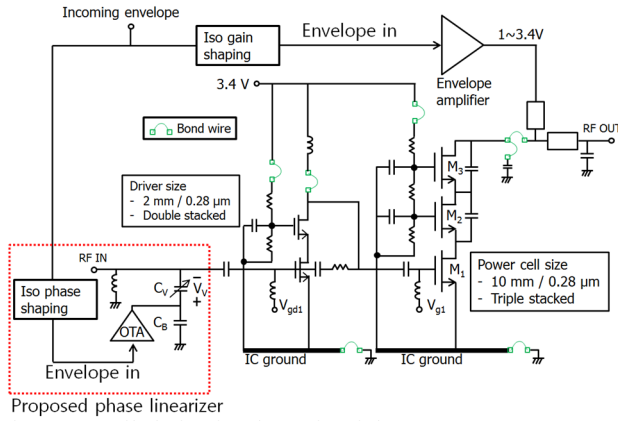 Incoming envelope
Iso gain
shaping
Envelope in
1~3.4V
Envelope
amplifier
3.4 V
Bond wire
RF OUT
Driver size
- 2 mm / 0.28 μm
- Double stacked
M3
M2
M1
RF IN
Iso phase
shaping
CV
VV
CB
OTA
Vgd1
Vg1
Power cell size
- 10 mm / 0.28 μm
- Triple stacked
Envelope in
IC ground
IC ground
Proposed phase linearizer